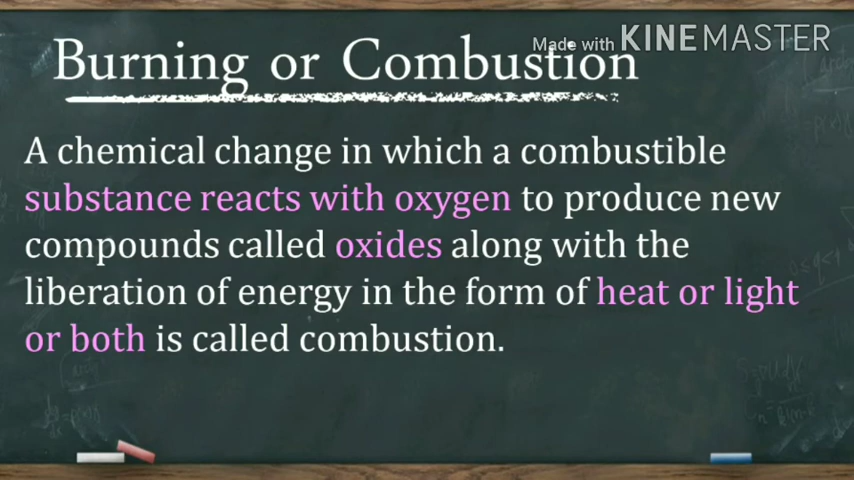 Made with KINEMASTER
Burning or Combustion
A chemical change in which a combustible
substance reacts with oxygen to produce new
compounds called oxides along with the
liberation of energy in the form of heat or light
or both is called combustion.